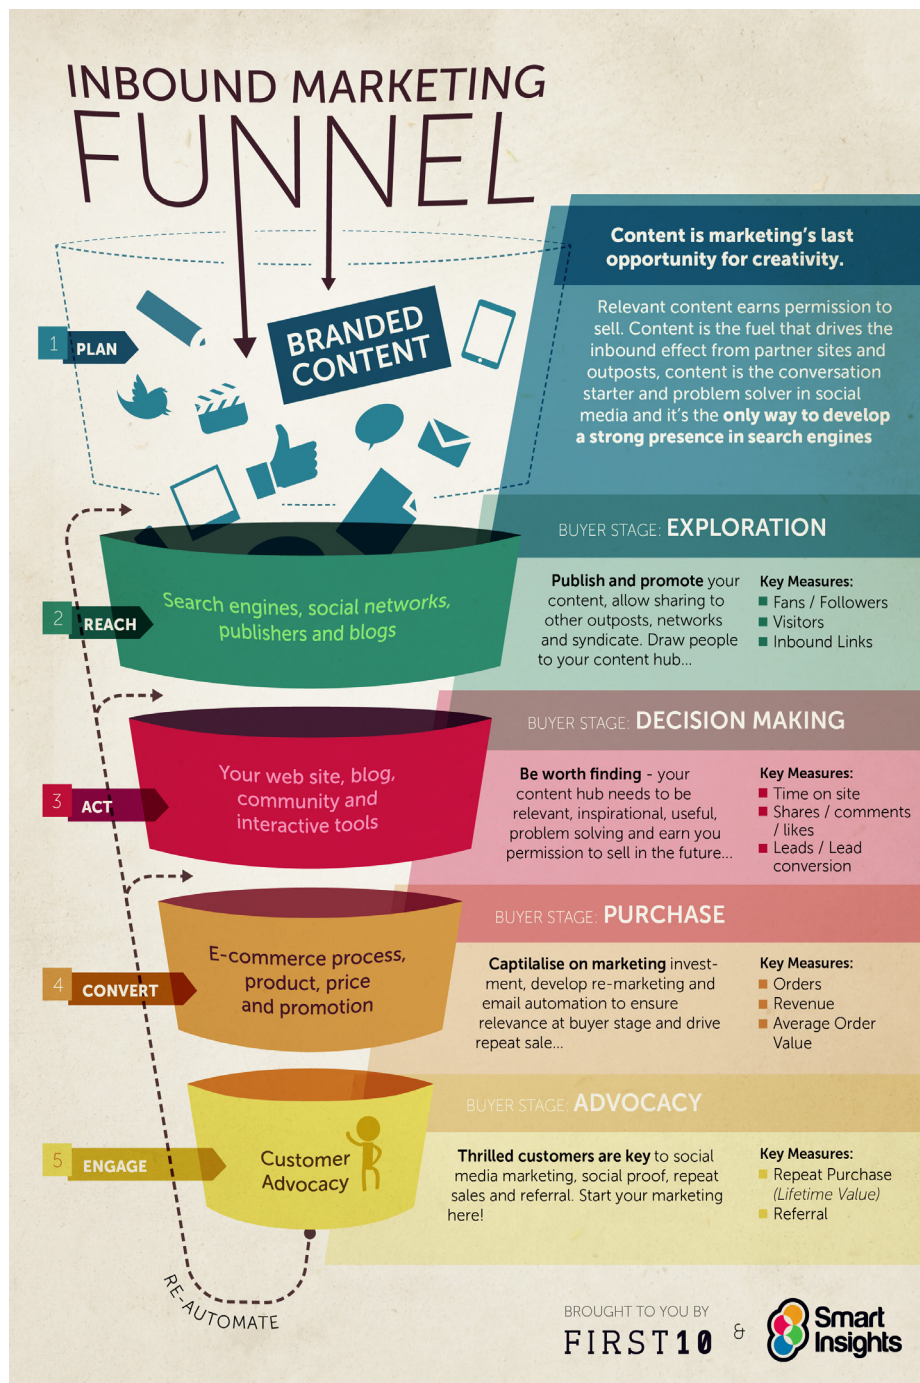 INBOUND MARKETING
FUNNEL
Content is marketing's last
opportunity for creativity.
Relevant content earns permission to
sell. Content is the fuel that drives the
inbound effect from partner sites and
outposts, content is the conversation
starter and problem solver in social
media and it's the only way to develop
a strong presence in search engines
1 PLAN
BRANDED
CONTENT
BUYER STAGE: EXPLORATION
2 REACH
Search engines, social networks,
publishers and blogs
Publish and promote your
content, allow sharing to
other outposts, networks
and syndicate. Draw people
to your content hub...
Key Measures:
Fans / Followers
Visitors
Inbound Links
BUYER STAGE: DECISION MAKING
3 ACT
Your web site, blog,
community and
interactive tools
Be worth finding - your
content hub needs to be
relevant, inspirational, useful,
problem solving and earn you
permission to sell in the future...
Key Measures:
Time on site
Shares / comments
/ likes
Leads / Lead
conversion
BUYER STAGE: PURCHASE
4 CONVERT
E-commerce process,
product, price
and promotion
Captilalise on marketing invest-
ment, develop re-marketing and
email automation to ensure
relevance at buyer stage and drive
repeat sale...
Key Measures:
Orders
Revenue
Average Order
Value
BUYER STAGE: ADVOCACY
5 ENGAGE
Customer
Advocacy
Thrilled customers are key to social
media marketing, social proof, repeat
sales and referral. Start your marketing
here!
Key Measures:
Repeat Purchase
(Lifetime Value)
Referral
RE-AUTOMATE
BROUGHT TO YOU BY
FIRST10 & Smart
Insights